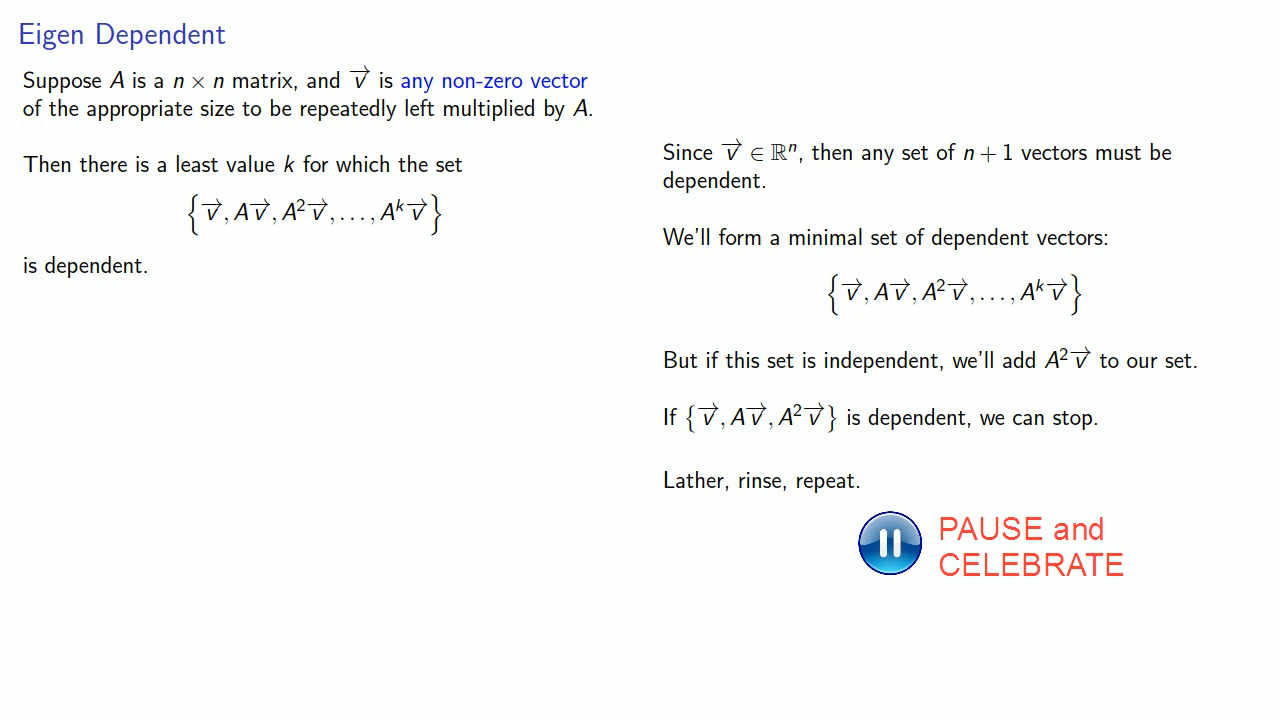 Eigen Dependent
Suppose A is a n × n matrix, and v⃗ is any non-zero vector
of the appropriate size to be repeatedly left multiplied by A.
Then there is a least value k for which the set
{v⃗, Av⃗, A²v⃗, . . . , Aᵏv⃗}
is dependent.
Since v⃗ ∈ ℝⁿ, then any set of n + 1 vectors must be
dependent.
We'll form a minimal set of dependent vectors:
{v⃗, Av⃗, A²v⃗, . . . , Aᵏv⃗}
But if this set is independent, we'll add A²v⃗ to our set.
If {v⃗, Av⃗, A²v⃗} is dependent, we can stop.
Lather, rinse, repeat.
PAUSE and
CELEBRATE